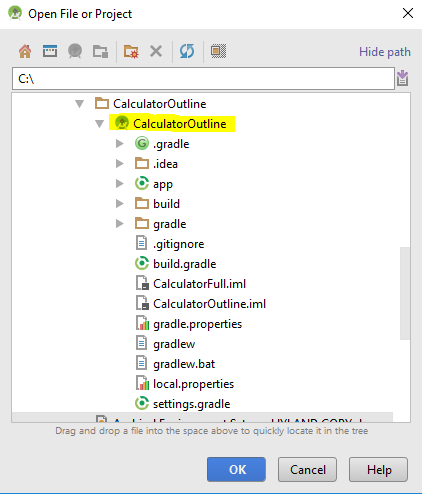 Open File or Project
Hide path
C:\
CalculatorOutline
CalculatorOutline
.gradle
.idea
app
build
gradle
.gitignore
build.gradle
CalculatorFull.iml
CalculatorOutline.iml
gradle.properties
gradlew
gradlew.bat
local.properties
settings.gradle
Drag and drop a file into the space above to quickly locate it in the tree
OK
Cancel
Help